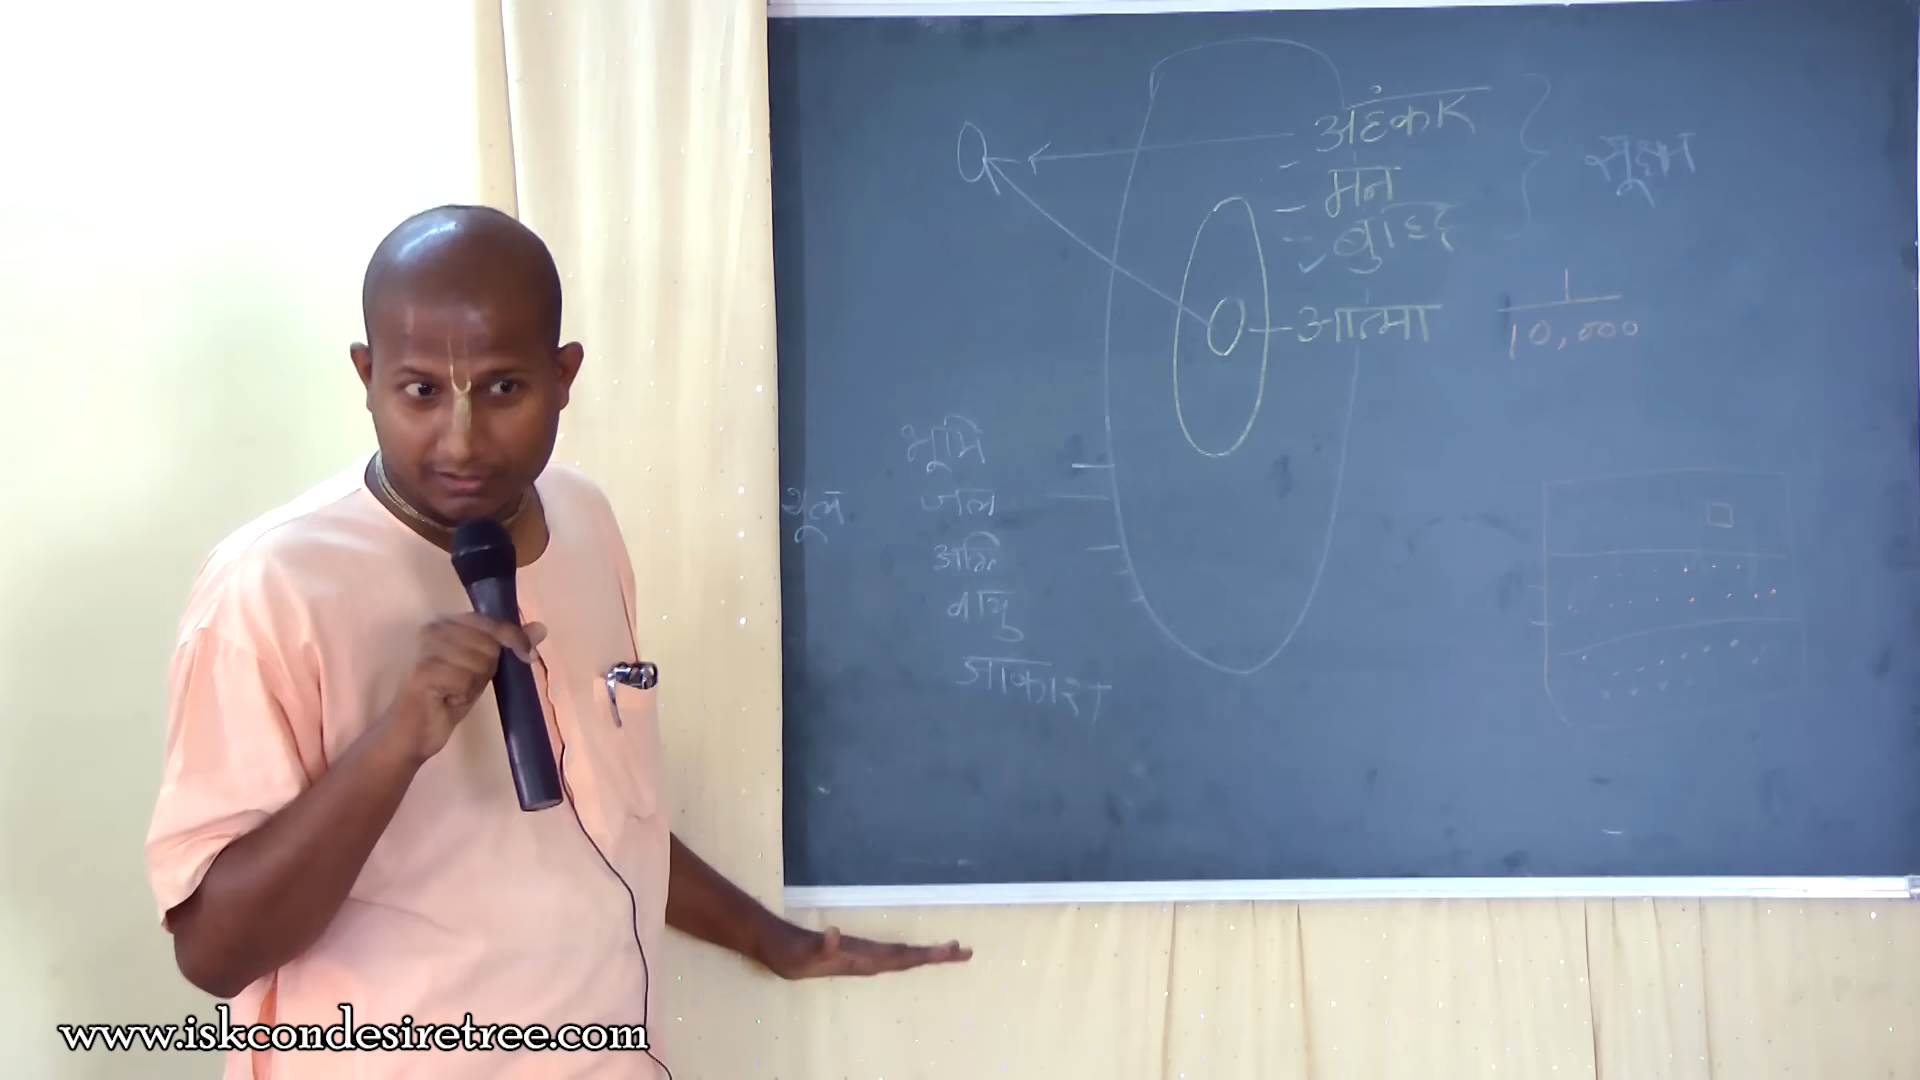 अहंकार
मन
बुद्धि
सूक्ष्म
आत्मा
1
10,000
भूमि
जल
थूल
अग्नि
वायु
आकाश
www.iskcondesiretree.com